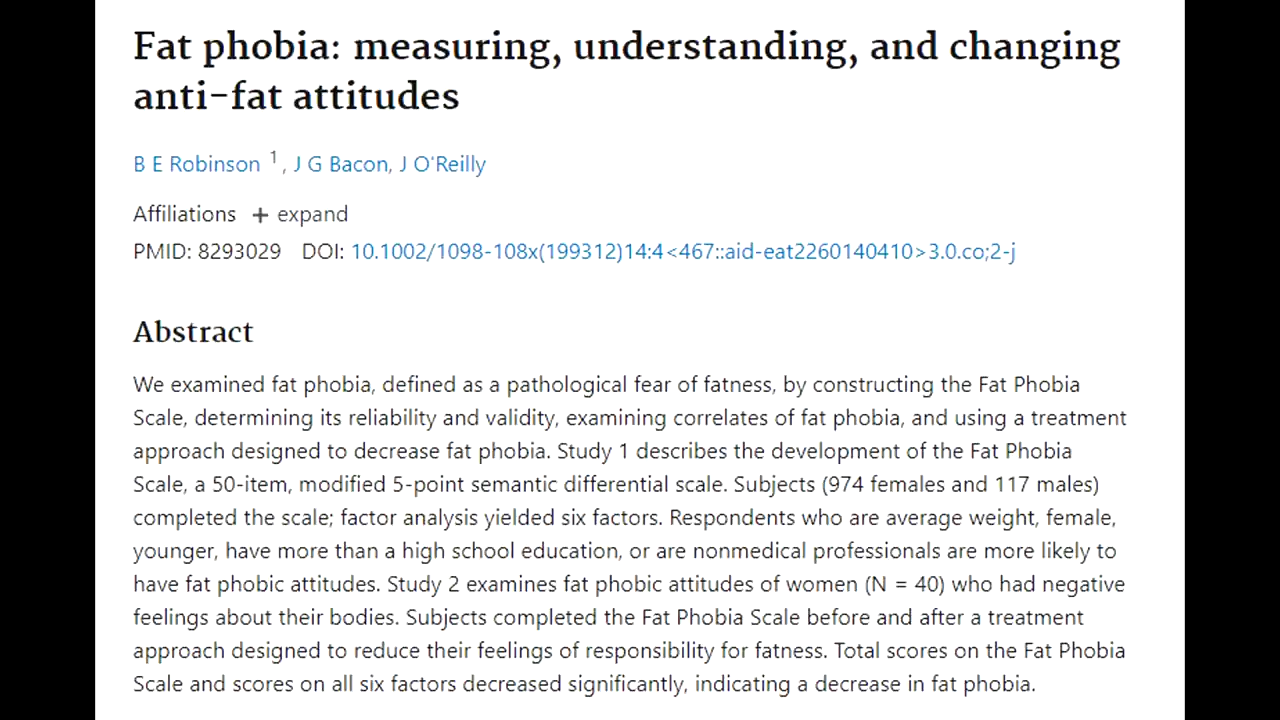 Fat phobia: measuring, understanding, and changing
anti-fat attitudes
B E Robinson 1, J G Bacon, J O'Reilly
Affiliations + expand
PMID: 8293029 DOI: 10.1002/1098-108x(199312)14:4<467::aid-eat2260140410>3.0.co;2-j
Abstract
We examined fat phobia, defined as a pathological fear of fatness, by constructing the Fat Phobia
Scale, determining its reliability and validity, examining correlates of fat phobia, and using a treatment
approach designed to decrease fat phobia. Study 1 describes the development of the Fat Phobia
Scale, a 50-item, modified 5-point semantic differential scale. Subjects (974 females and 117 males)
completed the scale; factor analysis yielded six factors. Respondents who are average weight, female,
younger, have more than a high school education, or are nonmedical professionals are more likely to
have fat phobic attitudes. Study 2 examines fat phobic attitudes of women (N = 40) who had negative
feelings about their bodies. Subjects completed the Fat Phobia Scale before and after a treatment
approach designed to reduce their feelings of responsibility for fatness. Total scores on the Fat Phobia
Scale and scores on all six factors decreased significantly, indicating a decrease in fat phobia.